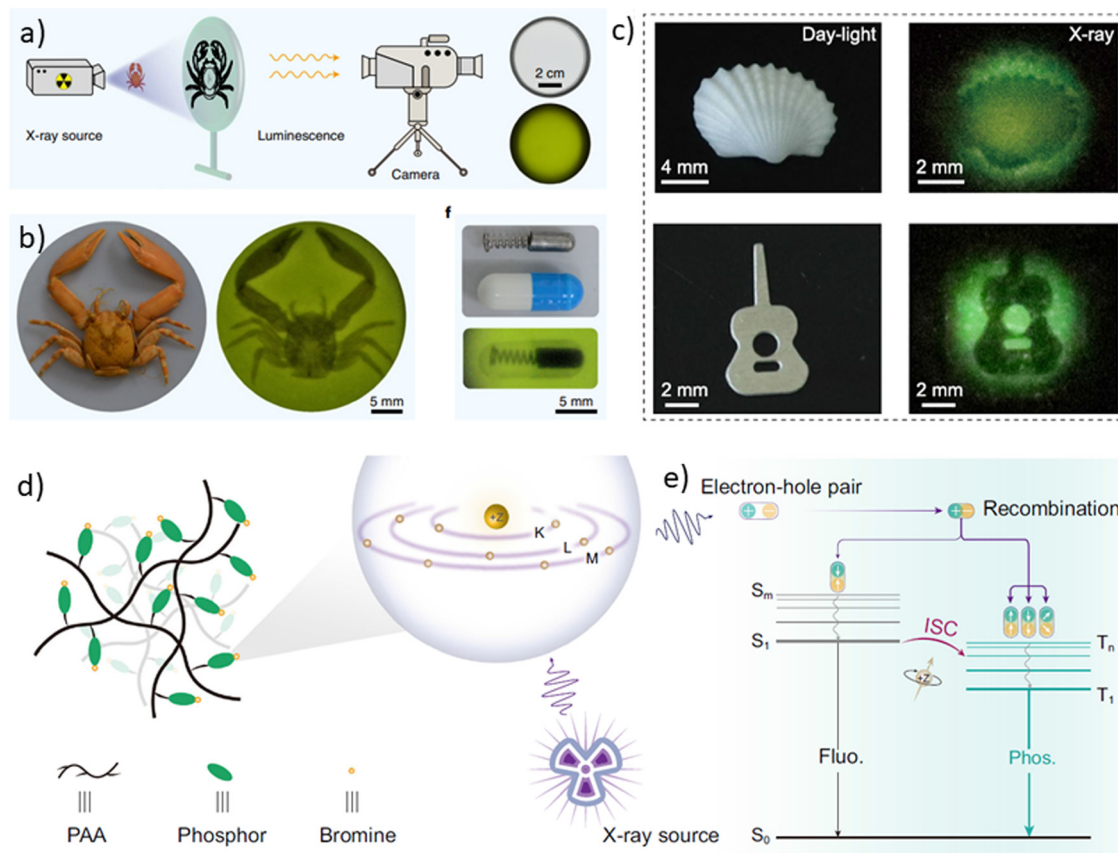 a)
X-ray source
Luminescence
Camera
2 cm
b)
5 mm
f
5 mm
c)
Day-light
X-ray
4 mm
2 mm
2 mm
2 mm
d)
+Z
K
L
M
PAA
Phosphor
Bromine
X-ray source
e)
Electron-hole pair
Recombination
Sm
S1
ISC
+Z
Tn
T1
Fluo.
Phos.
S0